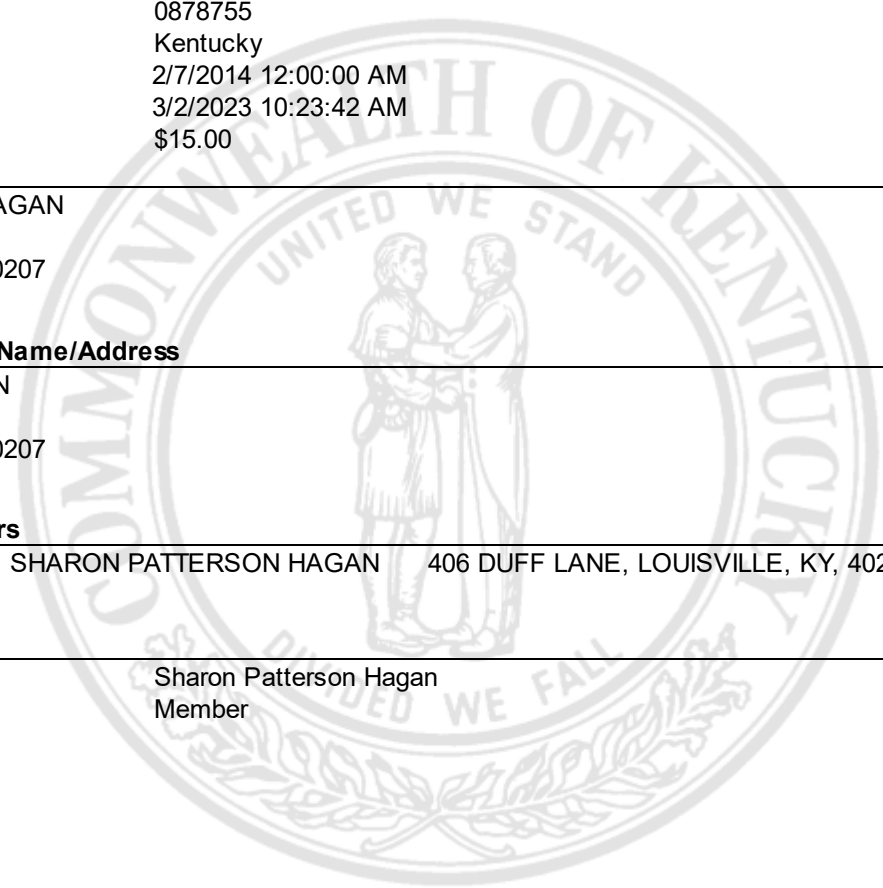 0878755
Kentucky
2/7/2014 12:00:00 AM
3/2/2023 10:23:42 AM
$15.00
AGAN
0207
Name/Address
N
0207
rs
SHARON PATTERSON HAGAN 406 DUFF LANE, LOUISVILLE, KY, 402
Sharon Patterson Hagan
Member
COMMONWEALTH OF KENTUCKY
UNITED WE STAND
DIVIDED WE FALL